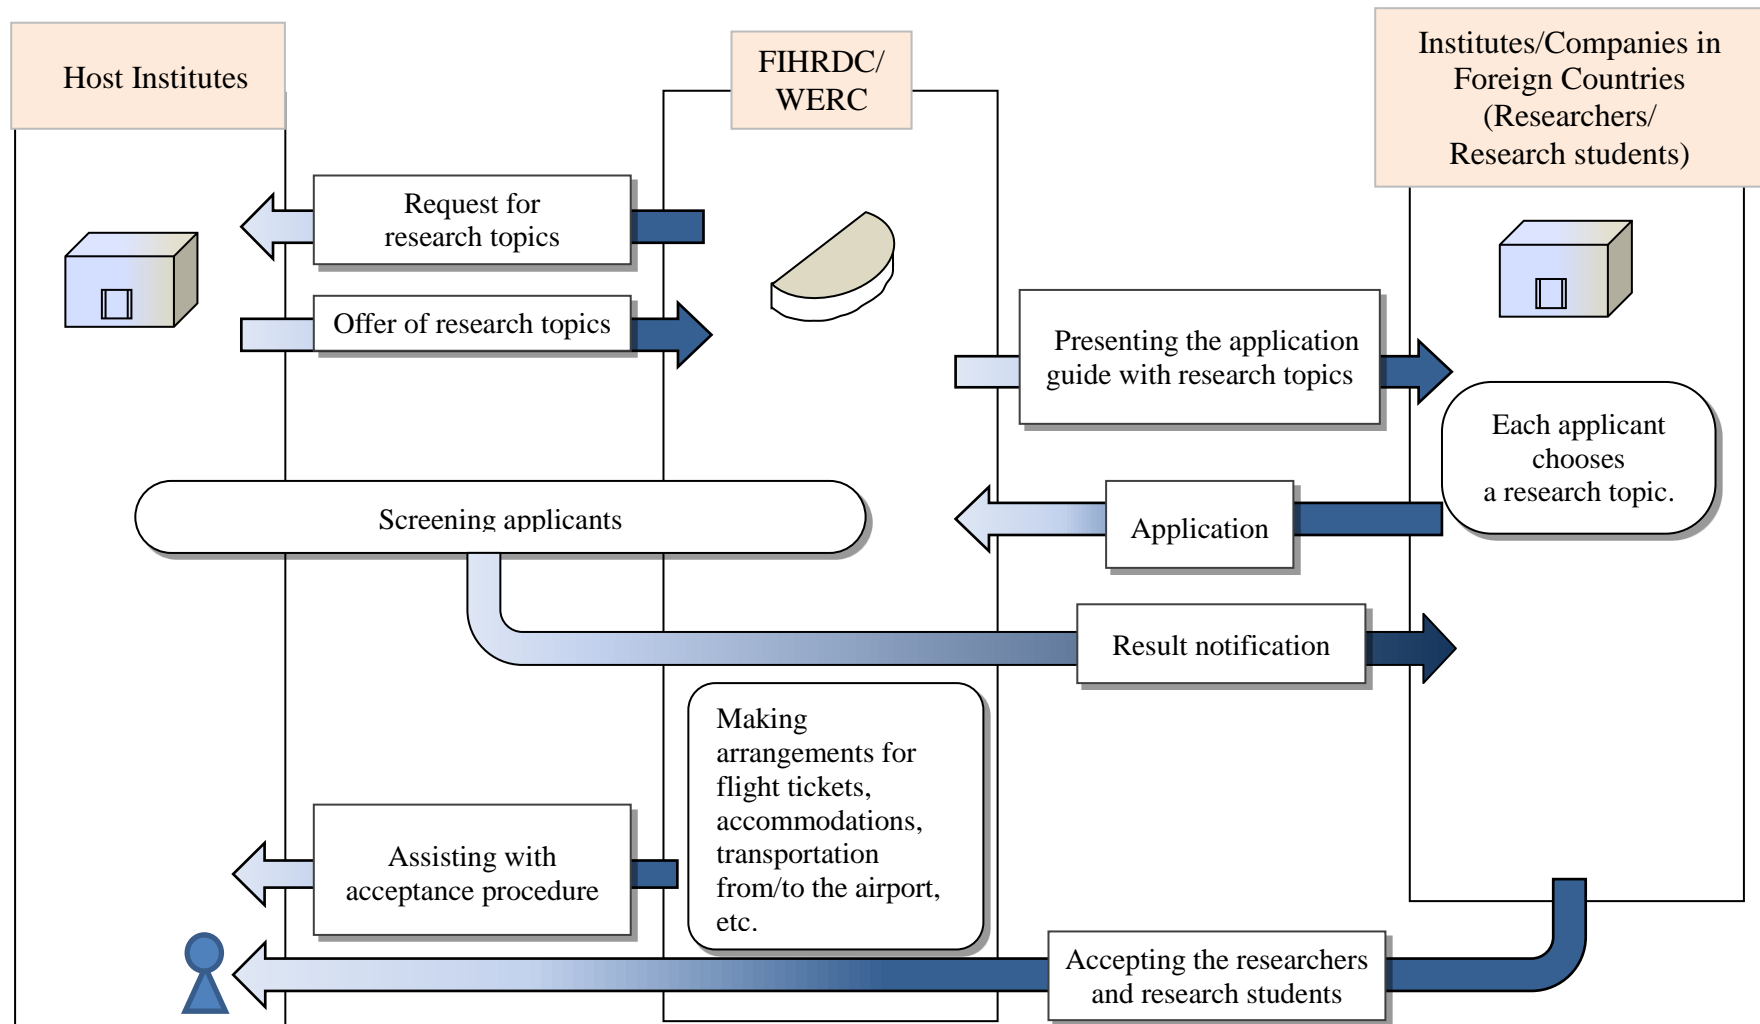 Host Institutes
FIHRDC/
WERC
Institutes/Companies in
Foreign Countries
(Researchers/
Research students)
Request for
research topics
Offer of research topics
Presenting the application
guide with research topics
Each applicant
chooses
a research topic.
Screening applicants
Application
Result notification
Making
arrangements for
flight tickets,
accommodations,
transportation
from/to the airport,
etc.
Assisting with
acceptance procedure
Accepting the researchers
and research students